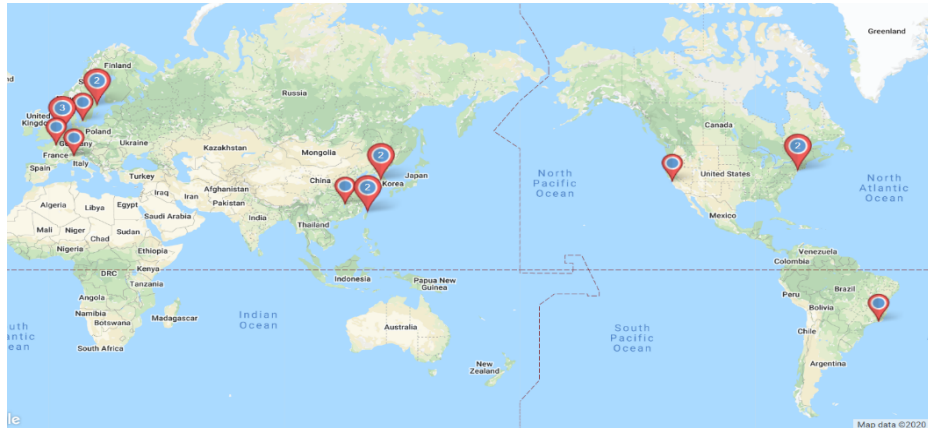 Greenland
Finland
S
2
Russia
3
United
Kingdom
Canada
Poland
Germany
Ukraine
2
France
Kazakhstan
Mongolia
2
Spain
Italy
Turkey
China
Korea
Japan
United States
North
Pacific
Ocean
North
Atlantic
Ocean
Afghanistan
Iraq
Iran
Pakistan
2
Algeria
Libya
Egypt
Saudi Arabia
India
Thailand
Mexico
Mali
Niger
Sudan
Chad
Nigeria
Ethiopia
Venezuela
Colombia
DRC
Kenya
Indonesia
Papua New
Guinea
Tanzania
Brazil
Peru
Angola
Bolivia
Namibia
Madagascar
Botswana
Indian
Ocean
South
Pacific
Ocean
Chile
outh
antic
ean
Australia
South Africa
New
Zealand
Argentina
le
Map data ©2020